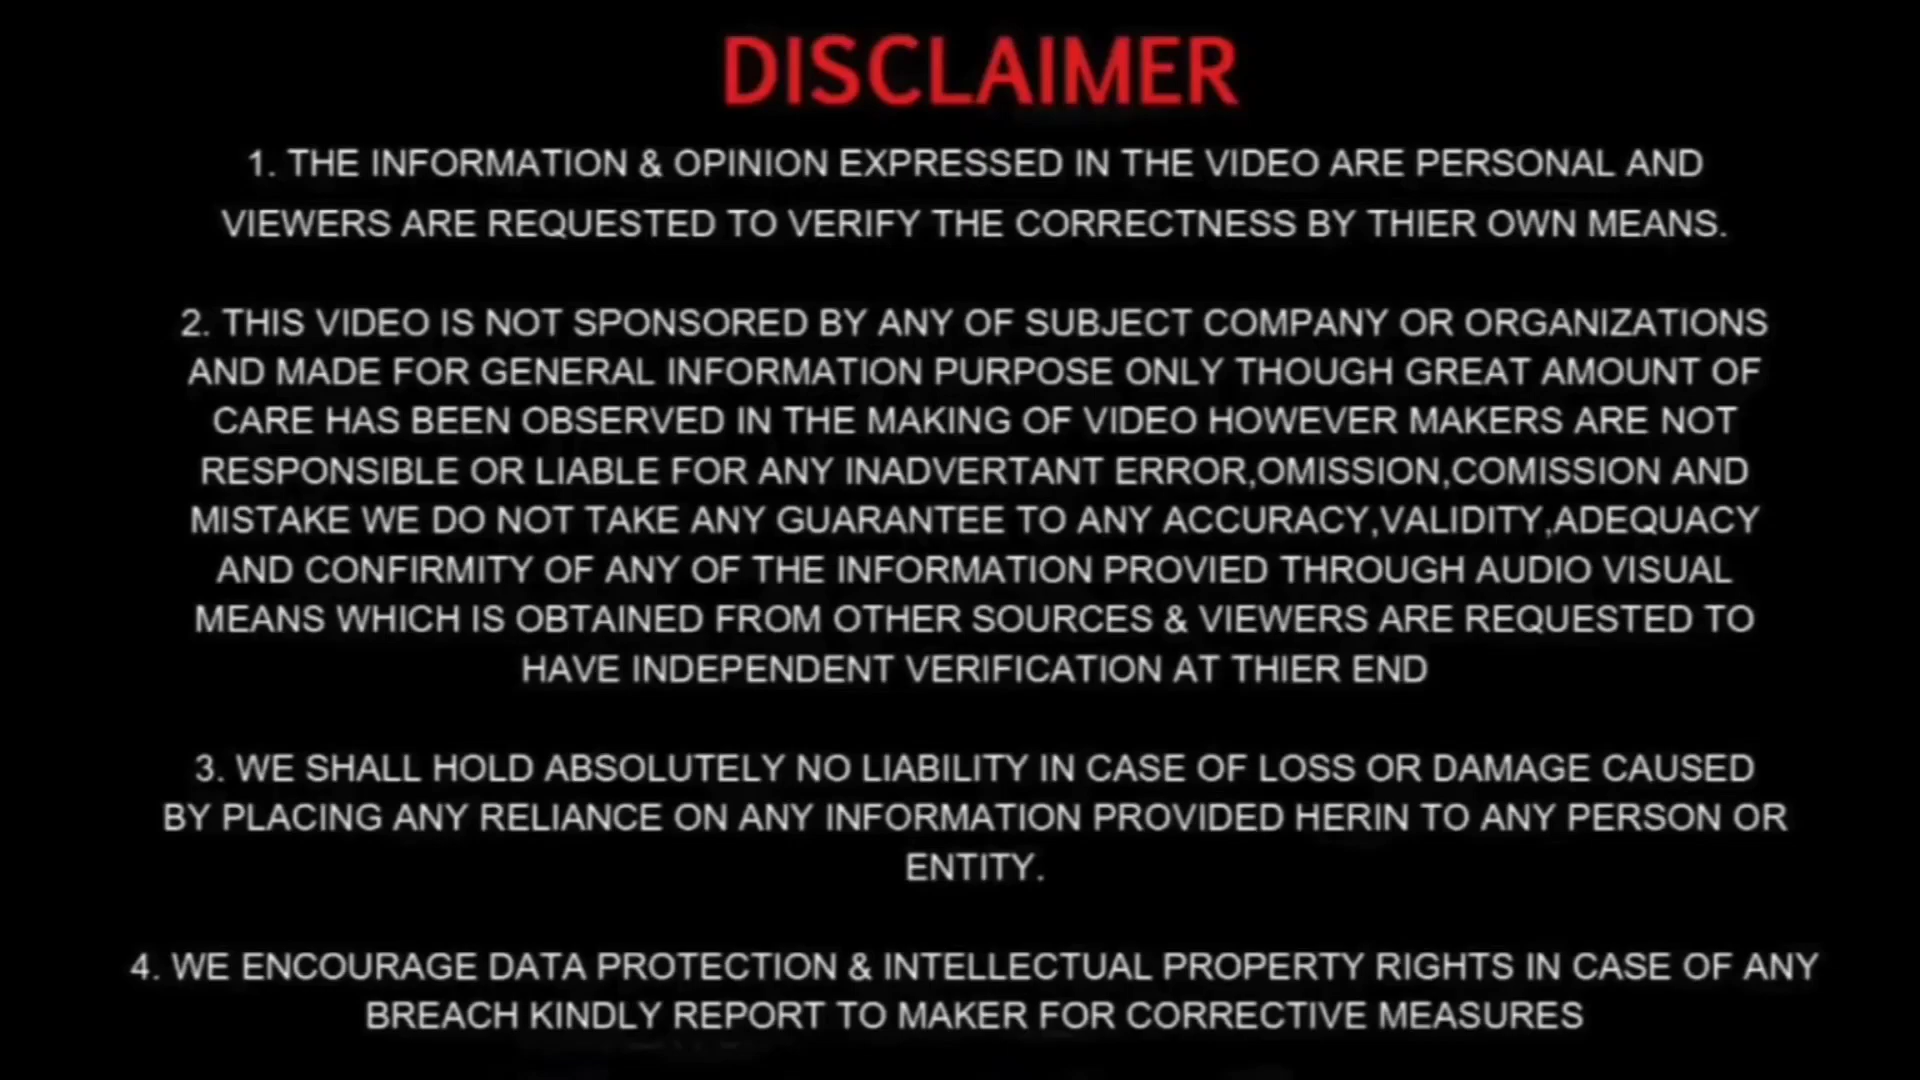 DISCLAIMER
1. THE INFORMATION & OPINION EXPRESSED IN THE VIDEO ARE PERSONAL AND
VIEWERS ARE REQUESTED TO VERIFY THE CORRECTNESS BY THIER OWN MEANS.
2. THIS VIDEO IS NOT SPONSORED BY ANY OF SUBJECT COMPANY OR ORGANIZATIONS
AND MADE FOR GENERAL INFORMATION PURPOSE ONLY THOUGH GREAT AMOUNT OF
CARE HAS BEEN OBSERVED IN THE MAKING OF VIDEO HOWEVER MAKERS ARE NOT
RESPONSIBLE OR LIABLE FOR ANY INADVERTANT ERROR,OMISSION,COMISSION AND
MISTAKE WE DO NOT TAKE ANY GUARANTEE TO ANY ACCURACY,VALIDITY,ADEQUACY
AND CONFIRMITY OF ANY OF THE INFORMATION PROVIED THROUGH AUDIO VISUAL
MEANS WHICH IS OBTAINED FROM OTHER SOURCES & VIEWERS ARE REQUESTED TO
HAVE INDEPENDENT VERIFICATION AT THIER END
3. WE SHALL HOLD ABSOLUTELY NO LIABILITY IN CASE OF LOSS OR DAMAGE CAUSED
BY PLACING ANY RELIANCE ON ANY INFORMATION PROVIDED HERIN TO ANY PERSON OR
ENTITY.
4. WE ENCOURAGE DATA PROTECTION & INTELLECTUAL PROPERTY RIGHTS IN CASE OF ANY
BREACH KINDLY REPORT TO MAKER FOR CORRECTIVE MEASURES